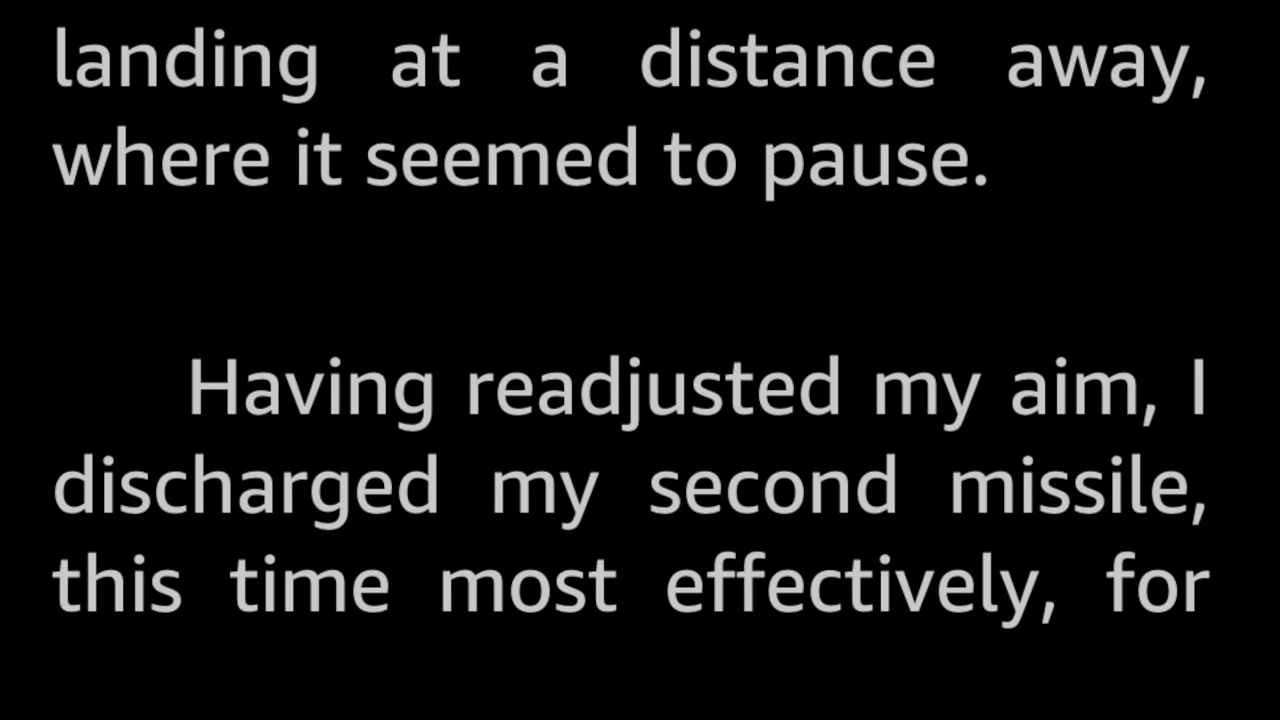 landing at a distance away,
where it seemed to pause.
Having readjusted my aim, I
discharged my second missile,
this time most effectively, for